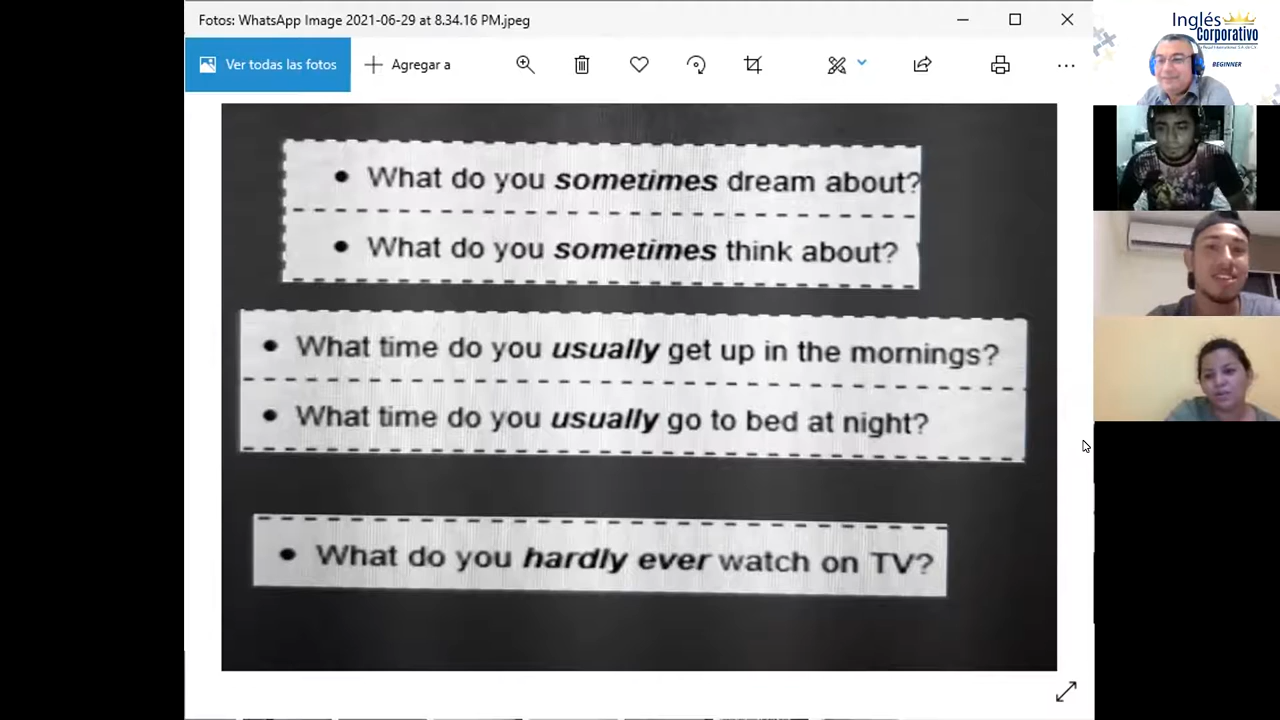 Fotos: WhatsApp Image 2021-06-29 at 8.34.16 PM.jpeg
Ver todas las fotos
Agregar a
Inglés
Corporativo
BEGINNER
• What do you sometimes dream about?
• What do you sometimes think about?
• What time do you usually get up in the mornings?
• What time do you usually go to bed at night?
• What do you hardly ever watch on TV?